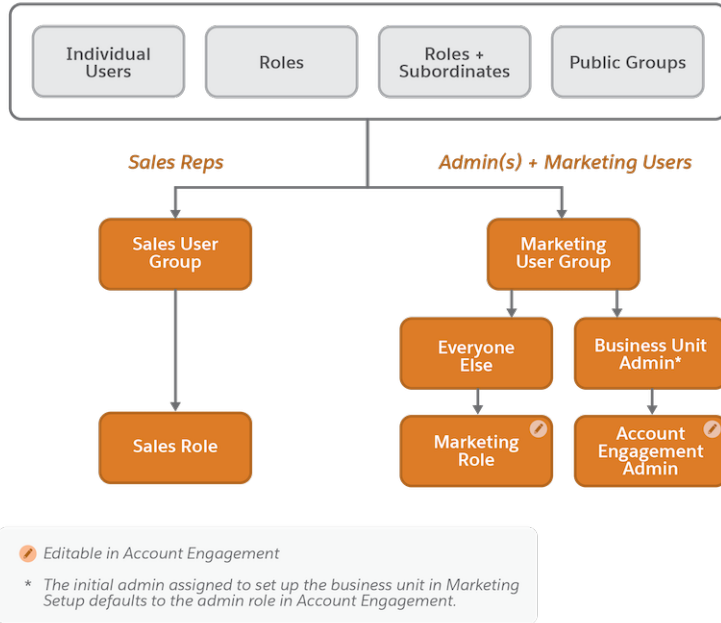 Individual
Users
Roles
Roles +
Subordinates
Public Groups
Sales Reps
Admin(s) + Marketing Users
Sales User
Group
Marketing
User Group
Everyone
Else
Business Unit
Admin*
Sales Role
Marketing
Role
Account
Engagement
Admin
Editable in Account Engagement
* The initial admin assigned to set up the business unit in Marketing
Setup defaults to the admin role in Account Engagement.